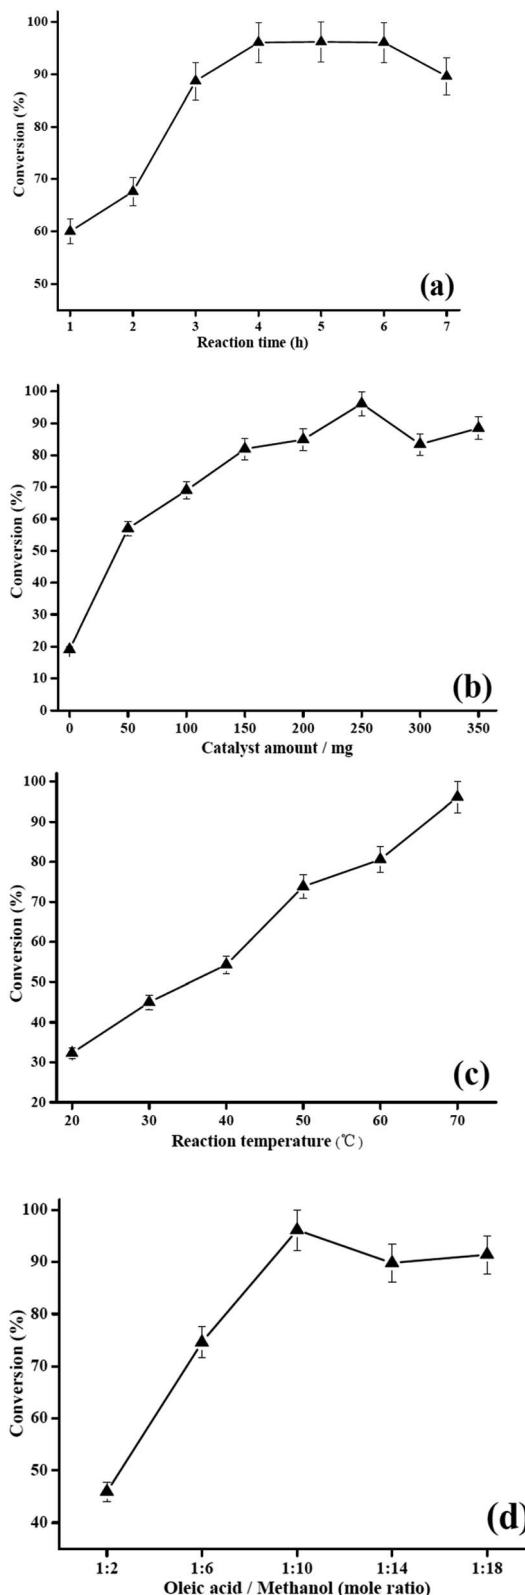 100
90
80
70
60
50
Conversion (%)
(a)
1 2 3 4 5 6 7
Reaction time (h)
100
90
80
70
60
50
40
30
20
10
0
Conversion (%)
(b)
0 50 100 150 200 250 300 350
Catalyst amount / mg
100
90
80
70
60
50
40
30
20
Conversion (%)
(c)
20 30 40 50 60 70
Reaction temperature (℃)
100
90
80
70
60
50
40
Conversion (%)
(d)
1:2 1:6 1:10 1:14 1:18
Oleic acid / Methanol (mole ratio)